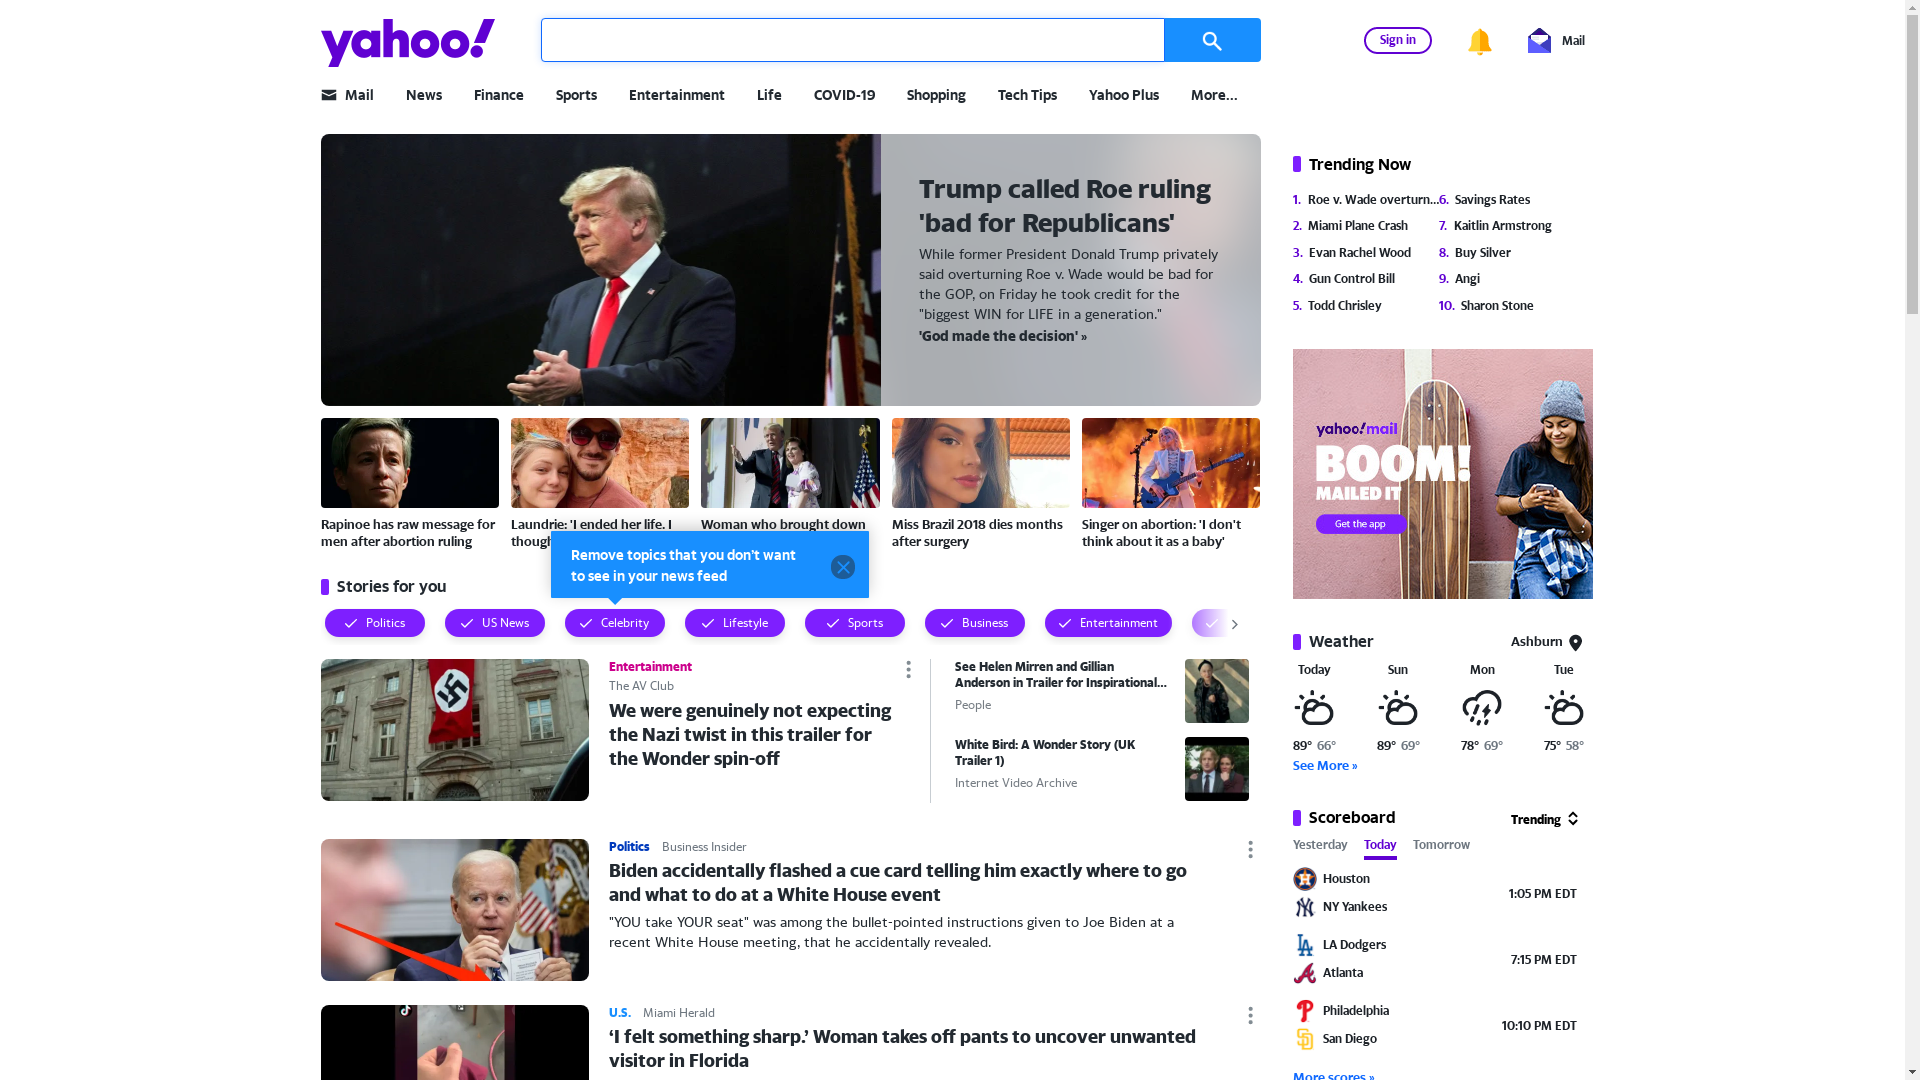 yahoo!
Sign in
Mail
Mail
News
Finance
Sports
Entertainment
Life
COVID-19
Shopping
Tech Tips
Yahoo Plus
More...
Trump called Roe ruling
'bad for Republicans'
While former President Donald Trump privately
said overturning Roe v. Wade would be bad for
the GOP, on Friday he took credit for the
"biggest WIN for LIFE in a generation."
'God made the decision' »
Rapinoe has raw message for
men after abortion ruling
Laundrie: 'I ended her life. I
though
Woman who brought down
Miss Brazil 2018 dies months
after surgery
Singer on abortion: 'I don't
think about it as a baby'
Remove topics that you don't want
to see in your news feed
Stories for you
Politics
US News
Celebrity
Lifestyle
Sports
Business
Entertainment
Entertainment
The AV Club
We were genuinely not expecting
the Nazi twist in this trailer for
the Wonder spin-off
See Helen Mirren and Gillian
Anderson in Trailer for Inspirational...
People
White Bird: A Wonder Story (UK
Trailer 1)
Internet Video Archive
Politics
Business Insider
Biden accidentally flashed a cue card telling him exactly where to go
and what to do at a White House event
"YOU take YOUR seat" was among the bullet-pointed instructions given to Joe Biden at a
recent White House meeting, that he accidentally revealed.
U.S.
Miami Herald
‘I felt something sharp.’ Woman takes off pants to uncover unwanted
visitor in Florida
Trending Now
1. Roe v. Wade overturn...
2. Miami Plane Crash
3. Evan Rachel Wood
4. Gun Control Bill
5. Todd Chrisley
6. Savings Rates
7. Kaitlin Armstrong
8. Buy Silver
9. Angi
10. Sharon Stone
yahoo!mail
BOOM!
MAILED IT
Get the app
Weather
Ashburn
Today
Sun
Mon
Tue
89° 66°
89° 69°
78° 69°
75° 58°
See More »
Scoreboard
Trending
Yesterday
Today
Tomorrow
Houston
NY Yankees
1:05 PM EDT
LA Dodgers
Atlanta
7:15 PM EDT
Philadelphia
San Diego
10:10 PM EDT
More scores »